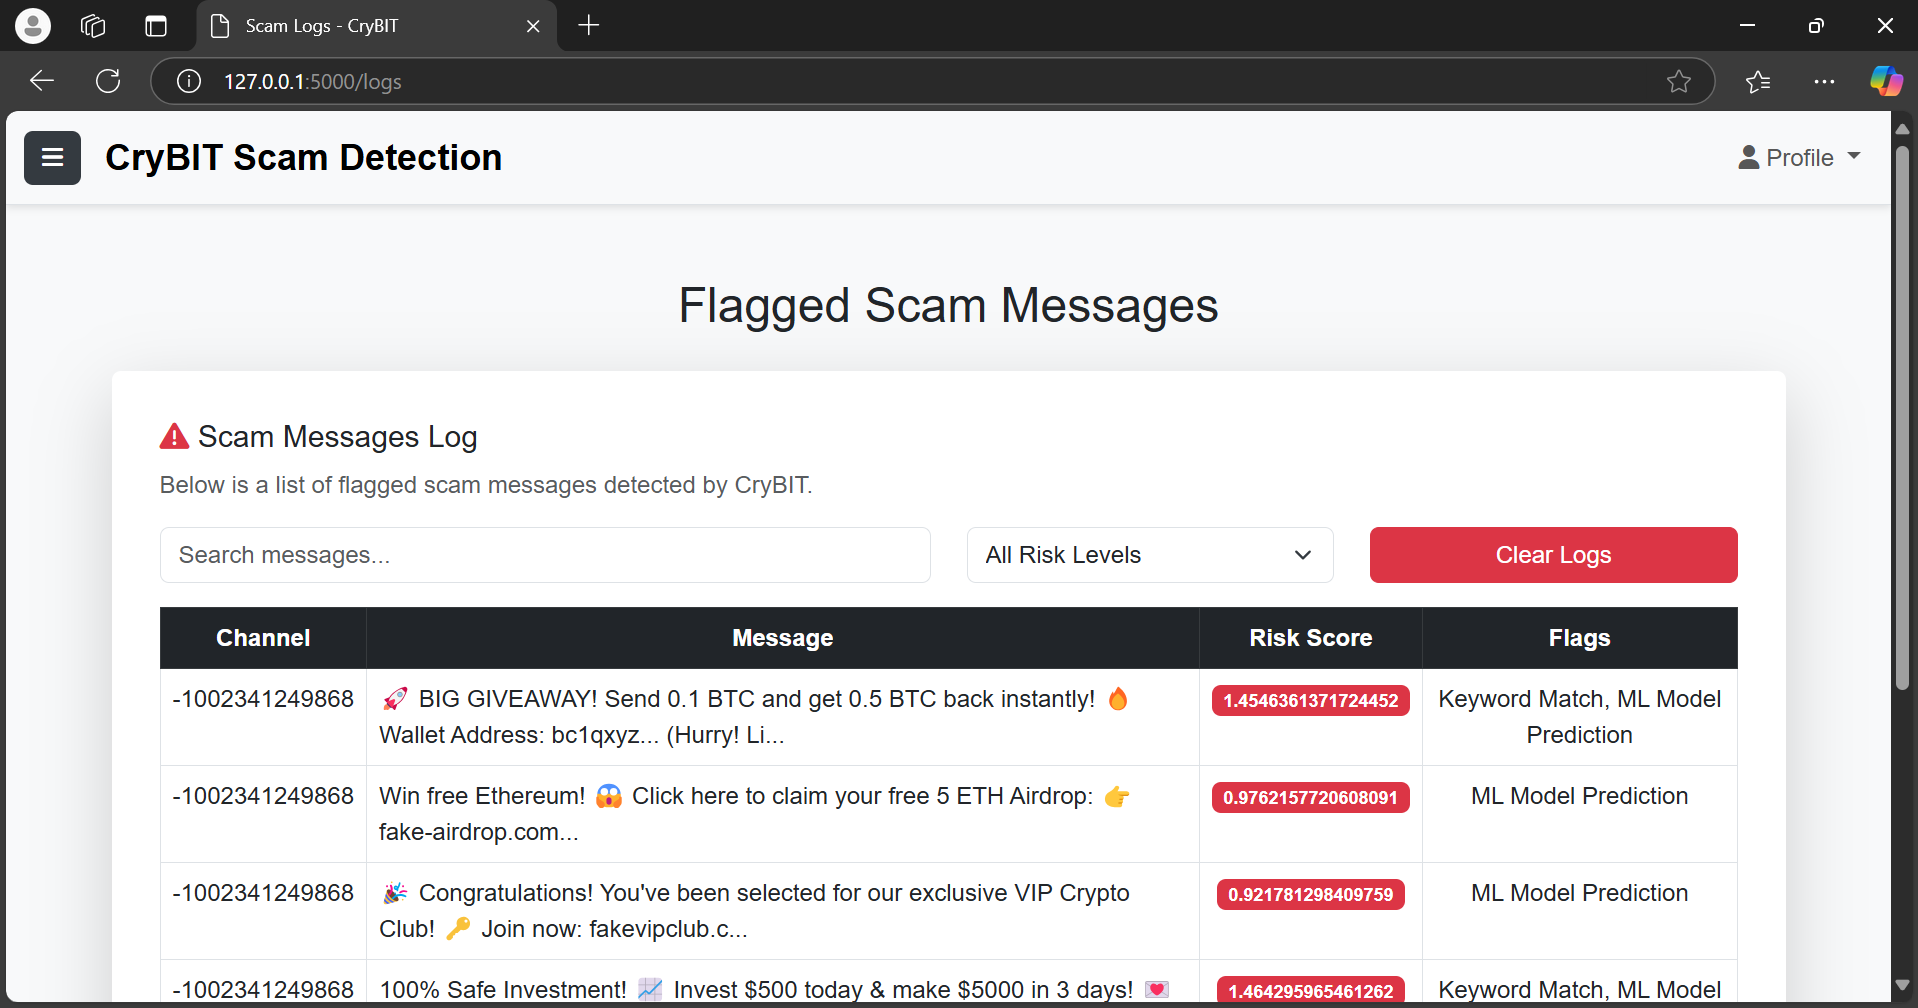 Scam Logs - CryBIT
127.0.0.1:5000/logs
CryBIT Scam Detection
Profile
Flagged Scam Messages
Scam Messages Log
Below is a list of flagged scam messages detected by CryBIT.
Search messages...
All Risk Levels
Clear Logs
Channel Message Risk Score Flags
-1002341249868 🚀 BIG GIVEAWAY! Send 0.1 BTC and get 0.5 BTC back instantly! 🔥 1.4546361371724452 Keyword Match, ML Model
Wallet Address: bc1qxyz... (Hurry! Li... Prediction
-1002341249868 Win free Ethereum! 😱 Click here to claim your free 5 ETH Airdrop: 👉 0.9762157720608091 ML Model Prediction
fake-airdrop.com...
-1002341249868 🎉 Congratulations! You've been selected for our exclusive VIP Crypto 0.921781298409759 ML Model Prediction
Club! 🔑 Join now: fakevipclub.c...
-1002341249868 100% Safe Investment! 📈 Invest $500 today & make $5000 in 3 days! 💌 1.464295965461262 Keyword Match, ML Model